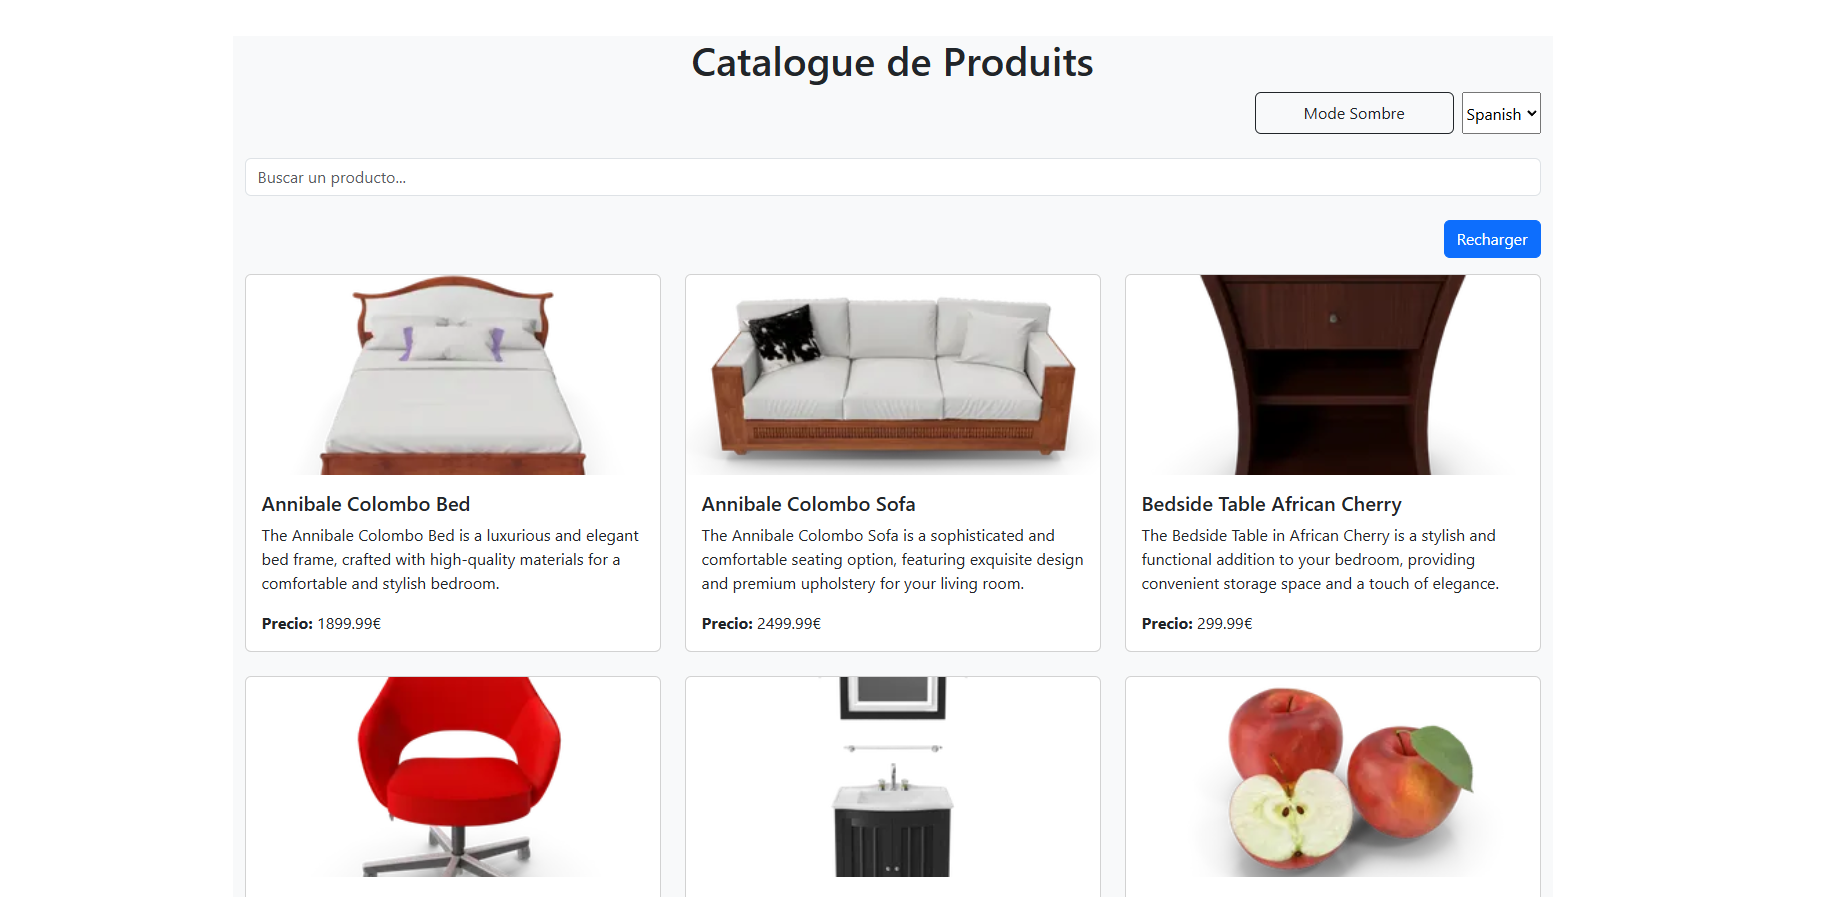 Catalogue de Produits
Mode Sombre
Spanish
Buscar un producto...
Recharger
Annibale Colombo Bed
The Annibale Colombo Bed is a luxurious and elegant
bed frame, crafted with high-quality materials for a
comfortable and stylish bedroom.
Precio: 1899.99€
Annibale Colombo Sofa
The Annibale Colombo Sofa is a sophisticated and
comfortable seating option, featuring exquisite design
and premium upholstery for your living room.
Precio: 2499.99€
Bedside Table African Cherry
The Bedside Table in African Cherry is a stylish and
functional addition to your bedroom, providing
convenient storage space and a touch of elegance.
Precio: 299.99€